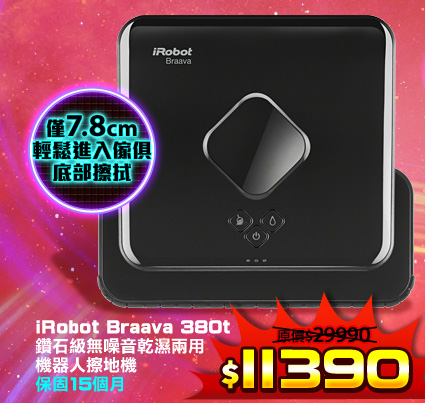 iRobot
Braava
僅7.8cm
輕鬆進入傢俱
底部擦拭
iRobot Braava 380t
鑽石級無噪音乾濕兩用
機器人擦地機
保固15個月
原價$29990
$11390